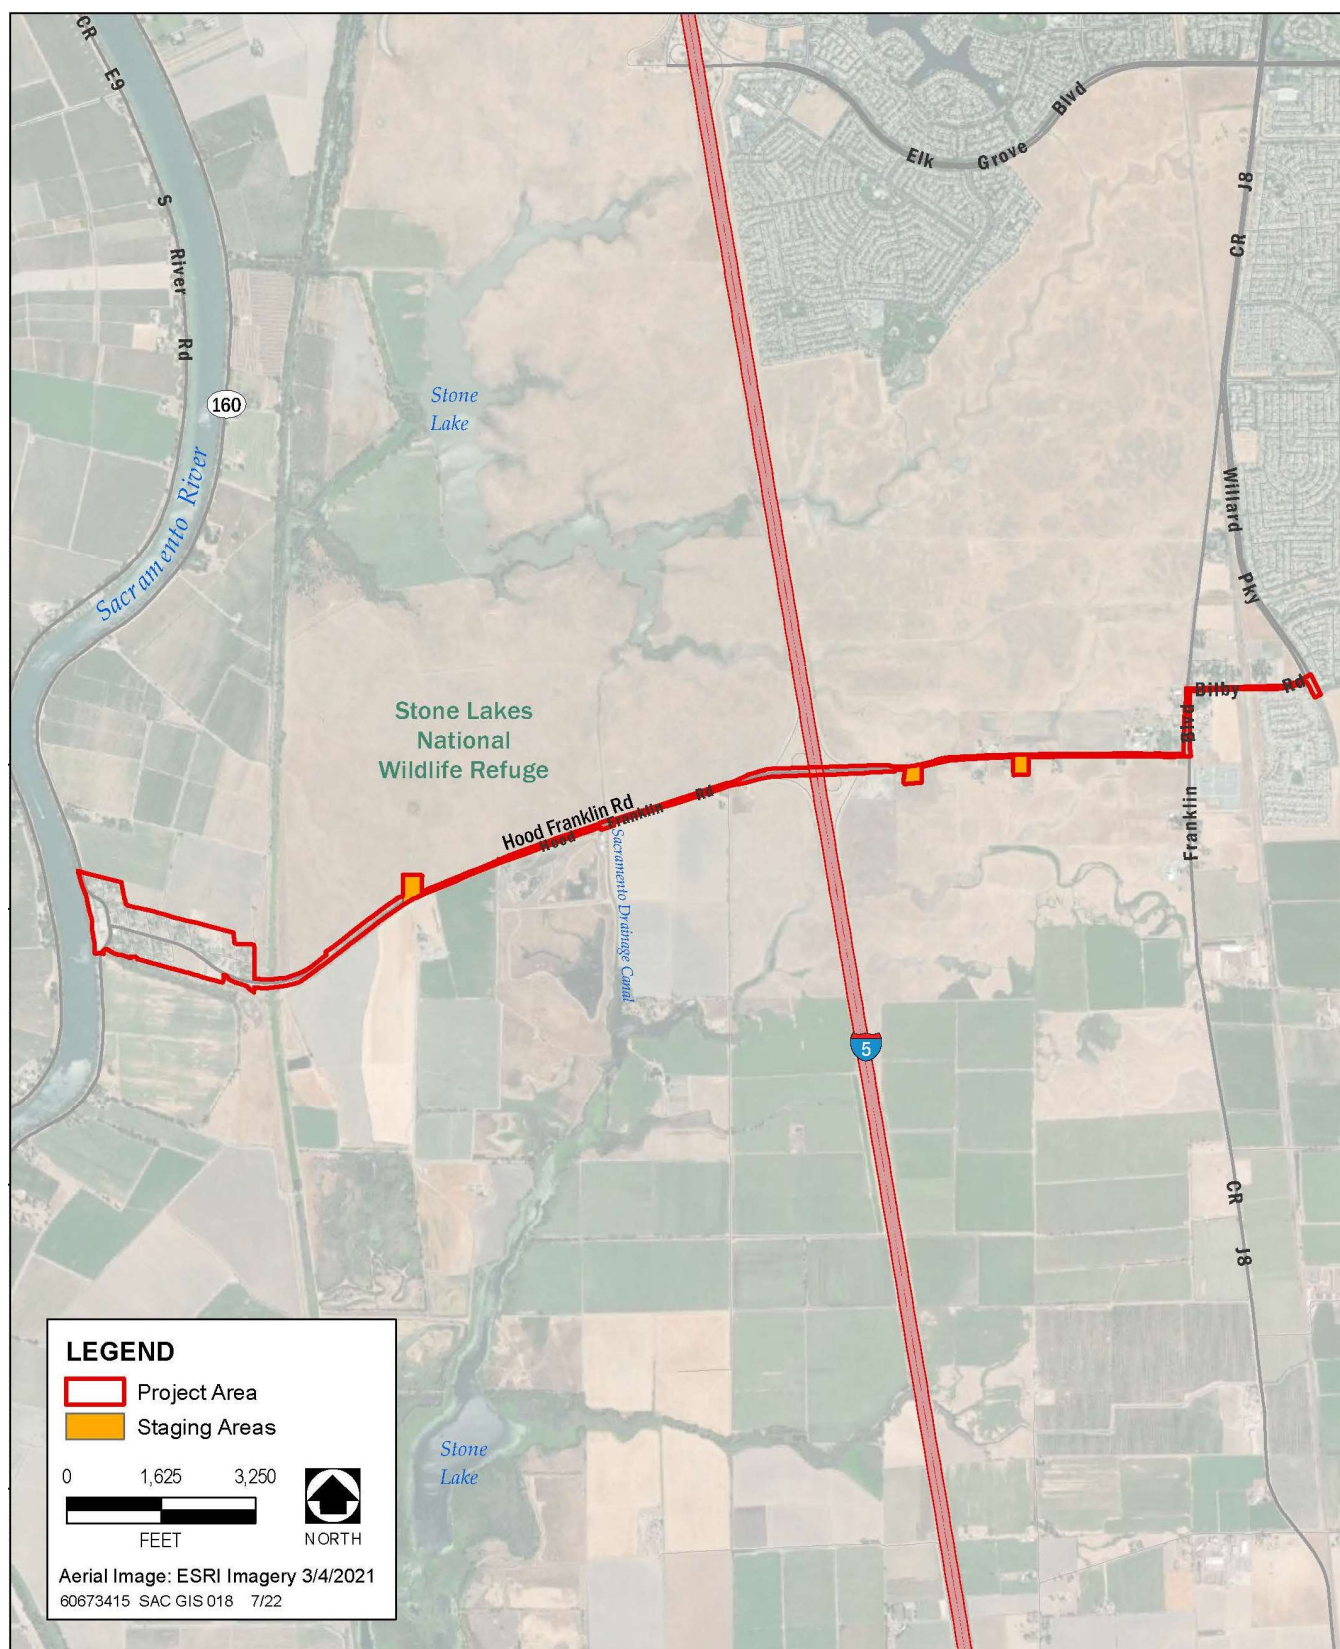 CR E9
Elk Grove Blvd
CR J8
S River Rd
160
Stone
Lake
Sacramento River
Willard Pky
Stone Lakes
National
Wildlife Refuge
Bilby Rd
Franklin Blvd
Hood Franklin Rd
Hood Franklin Rd
Sacramento Drainage Canal
5
CR J8
LEGEND
Project Area
Staging Areas
0 1,625 3,250
FEET
NORTH
Aerial Image: ESRI Imagery 3/4/2021
60673415 SAC GIS 018 7/22
Stone
Lake